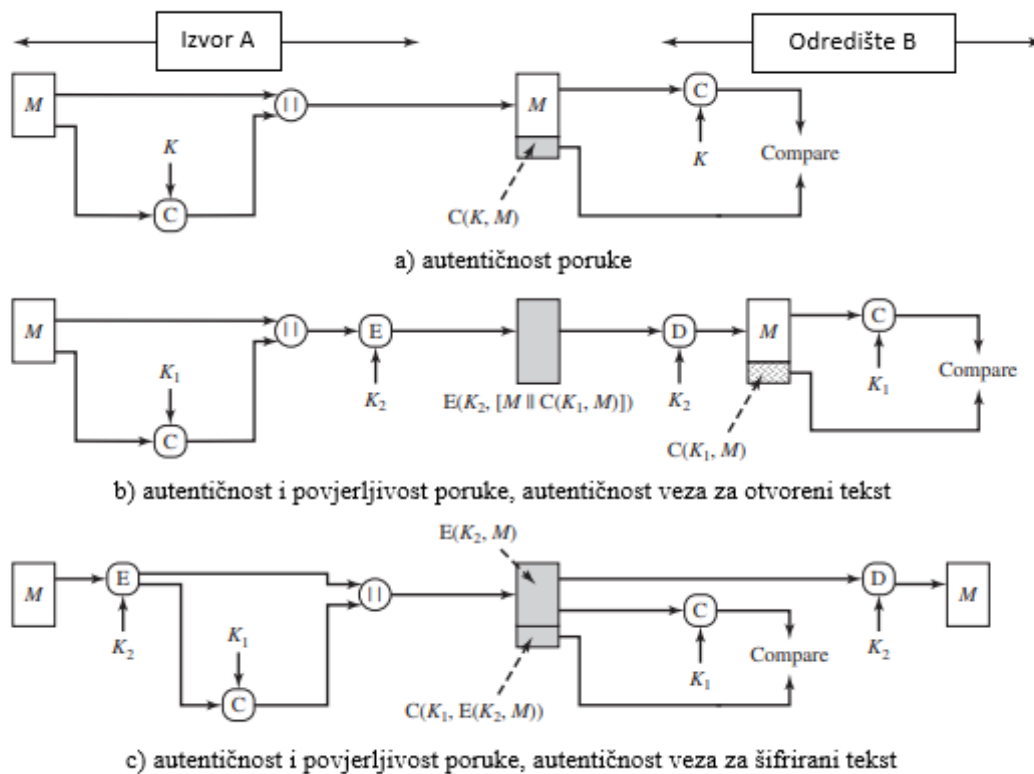 Izvor A
Odredište B
M
||
M
C
K
K
Compare
C
C(K, M)
a) autentičnost poruke
M
||
E
D
M
C
K₁
K₂
E(K₂, [M || C(K₁, M)])
K₂
K₁
Compare
C
C(K₁, M)
b) autentičnost i povjerljivost poruke, autentičnost veza za otvoreni tekst
E(K₂, M)
M
E
||
D
M
C
K₂
K₁
K₁
Compare
K₂
C
C(K₁, E(K₂, M))
c) autentičnost i povjerljivost poruke, autentičnost veza za šifrirani tekst